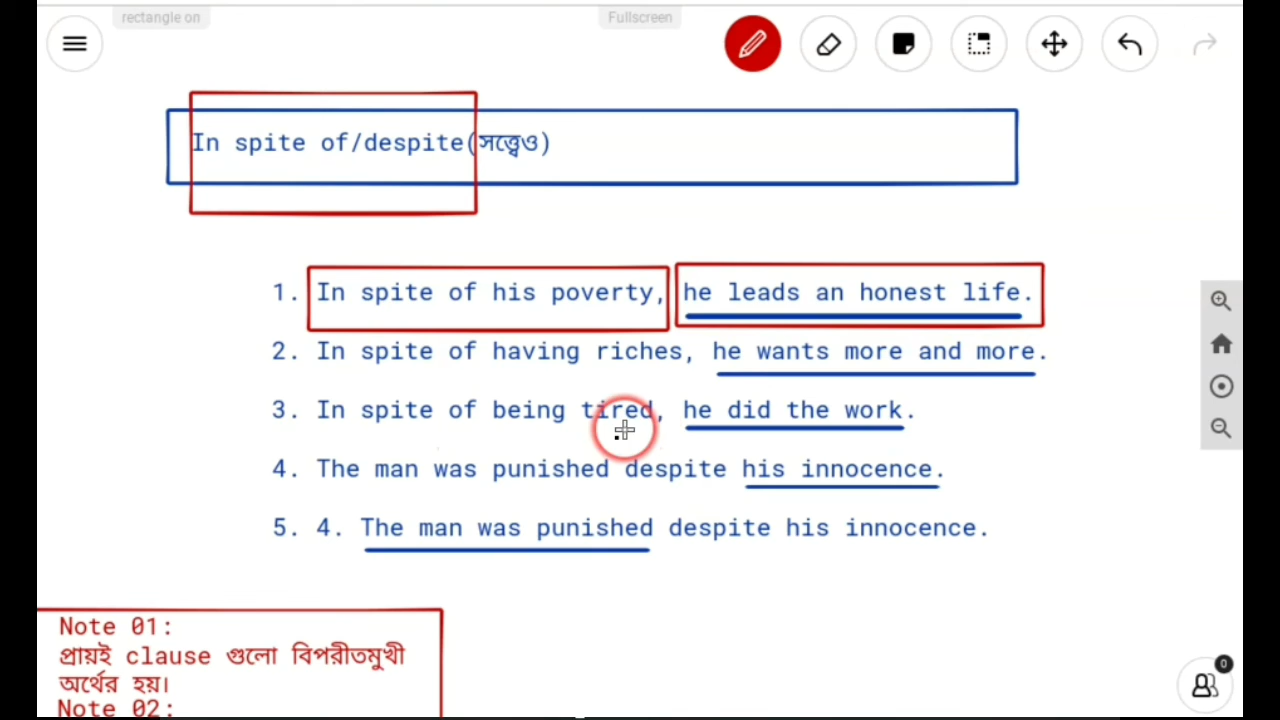 rectangle on
Fullscreen
In spite of/despite(সত্ত্বেও)
1. In spite of his poverty, he leads an honest life.
2. In spite of having riches, he wants more and more.
3. In spite of being tired, he did the work.
4. The man was punished despite his innocence.
5. 4. The man was punished despite his innocence.
Note 01:
প্রায়ই clause গুলো বিপরীতমুখী
অর্থের হয়।
Note 02:
0